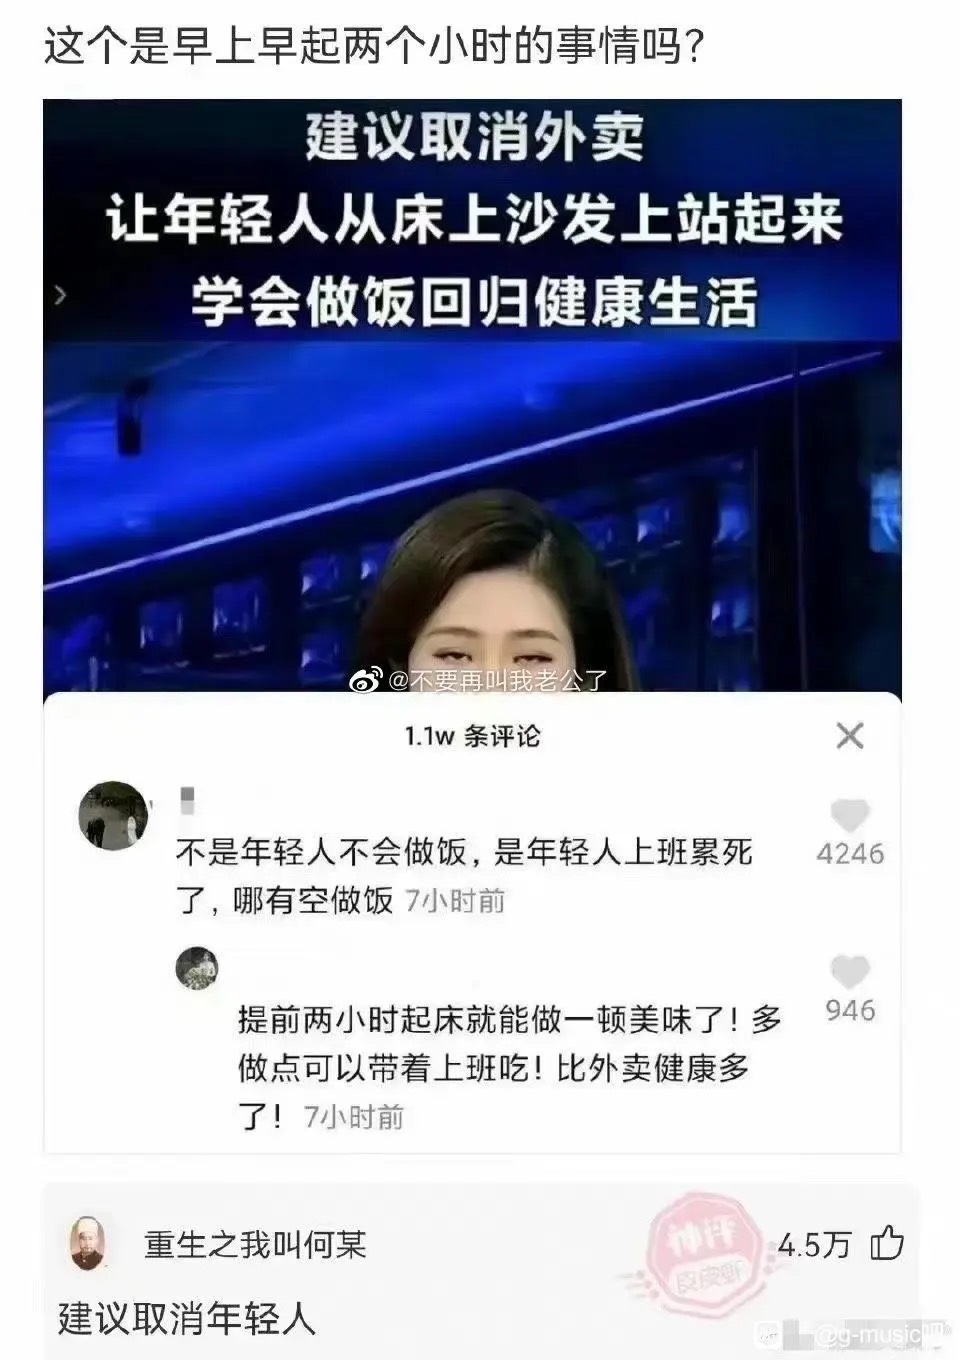 这个是早上早起两个小时的事情吗？
建议取消外卖
让年轻人从床上沙发上站起来
学会做饭回归健康生活
@不要再叫我老公了
1.1w 条评论
不是年轻人不会做饭，是年轻人上班累死
了，哪有空做饭 7小时前
4246
提前两小时起床就能做一顿美味了！多
做点可以带着上班吃！比外卖健康多
了！ 7小时前
946
重生之我叫何某
神评
4.5万
建议取消年轻人
@g-music吧